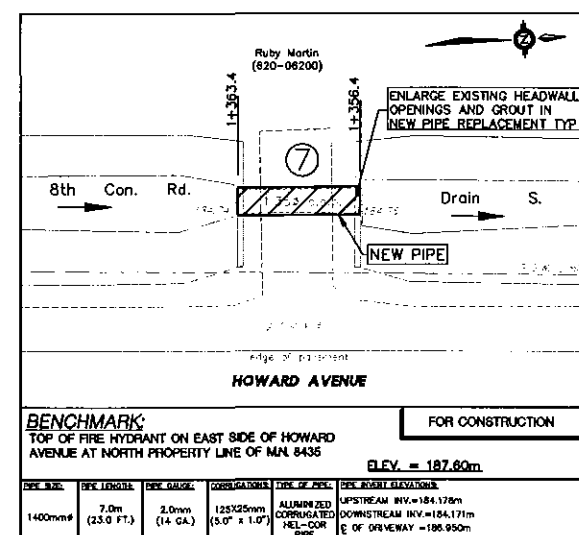 Ruby Martin
(820-06200)
1+363.4
1+356.4
ENLARGE EXISTING HEADWALL
OPENINGS AND GROUT IN
NEW PIPE REPLACEMENT TYP.
7
8th Con. Rd.
Drain S.
NEW PIPE
edge of pavement
HOWARD AVENUE
BENCHMARK:
TOP OF FIRE HYDRANT ON EAST SIDE OF HOWARD
AVENUE AT NORTH PROPERTY LINE OF M.N. 8435
FOR CONSTRUCTION
ELEV. = 187.60m
PIPE SIZE:
1400mmø
PIPE LENGTH:
7.0m
(23.0 FT.)
PIPE GAUGE:
2.0mm
(14 GA.)
CORRUGATIONS:
125X25mm
(5.0" x 1.0")
TYPE OF PIPE:
ALUMINIZED
CORRUGATED
HEL-COR
PIPE
PIPE INVERT ELEVATIONS:
UPSTREAM INV.=184.178m
DOWNSTREAM INV.=184.171m
℄ OF DRIVEWAY =186.950m